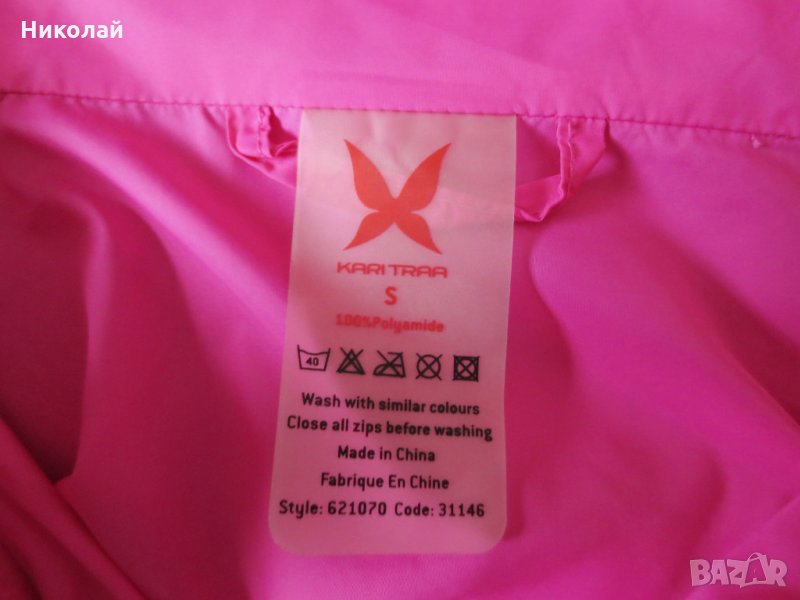 Николай
KARI TRAA
S
100%Polyamide
40
Wash with similar colours
Close all zips before washing
Made in China
Fabrique En Chine
Style: 621070 Code: 31146
BAZAR